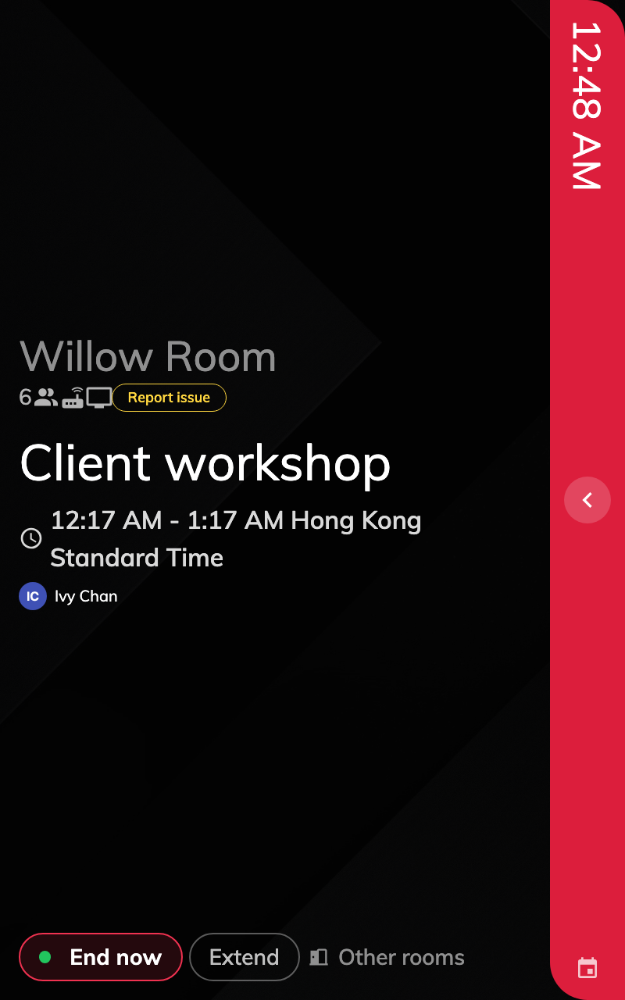 12:48 AM
Willow Room
6
Report issue
Client workshop
12:17 AM - 1:17 AM Hong Kong
Standard Time
IC Ivy Chan
End now
Extend
Other rooms